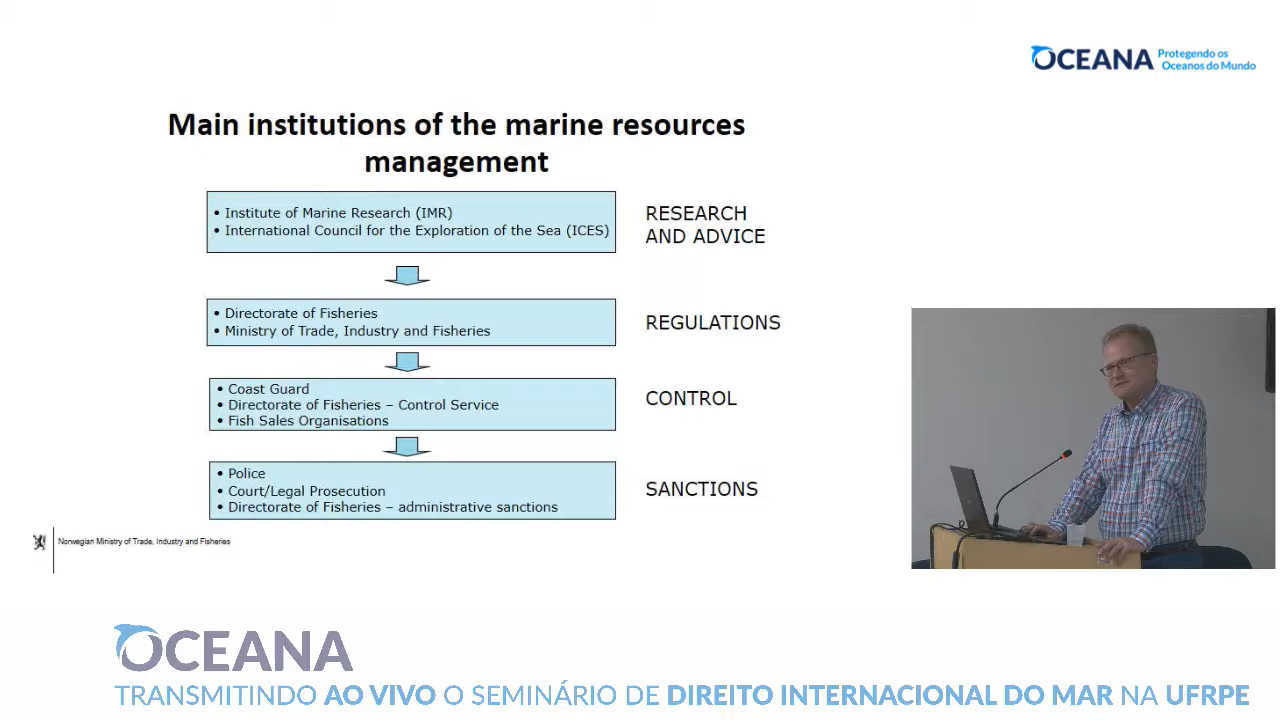 OCEANA
Protegendo os
Oceanos do Mundo
Main institutions of the marine resources
management
• Institute of Marine Research (IMR)
• International Council for the Exploration of the Sea (ICES)
RESEARCH
AND ADVICE
• Directorate of Fisheries
• Ministry of Trade, Industry and Fisheries
REGULATIONS
• Coast Guard
• Directorate of Fisheries – Control Service
• Fish Sales Organisations
CONTROL
• Police
• Court/Legal Prosecution
• Directorate of Fisheries – administrative sanctions
SANCTIONS
Norwegian Ministry of Trade, Industry and Fisheries
OCEANA
TRANSMITINDO AO VIVO O SEMINÁRIO DE DIREITO INTERNACIONAL DO MAR NA UFRPE